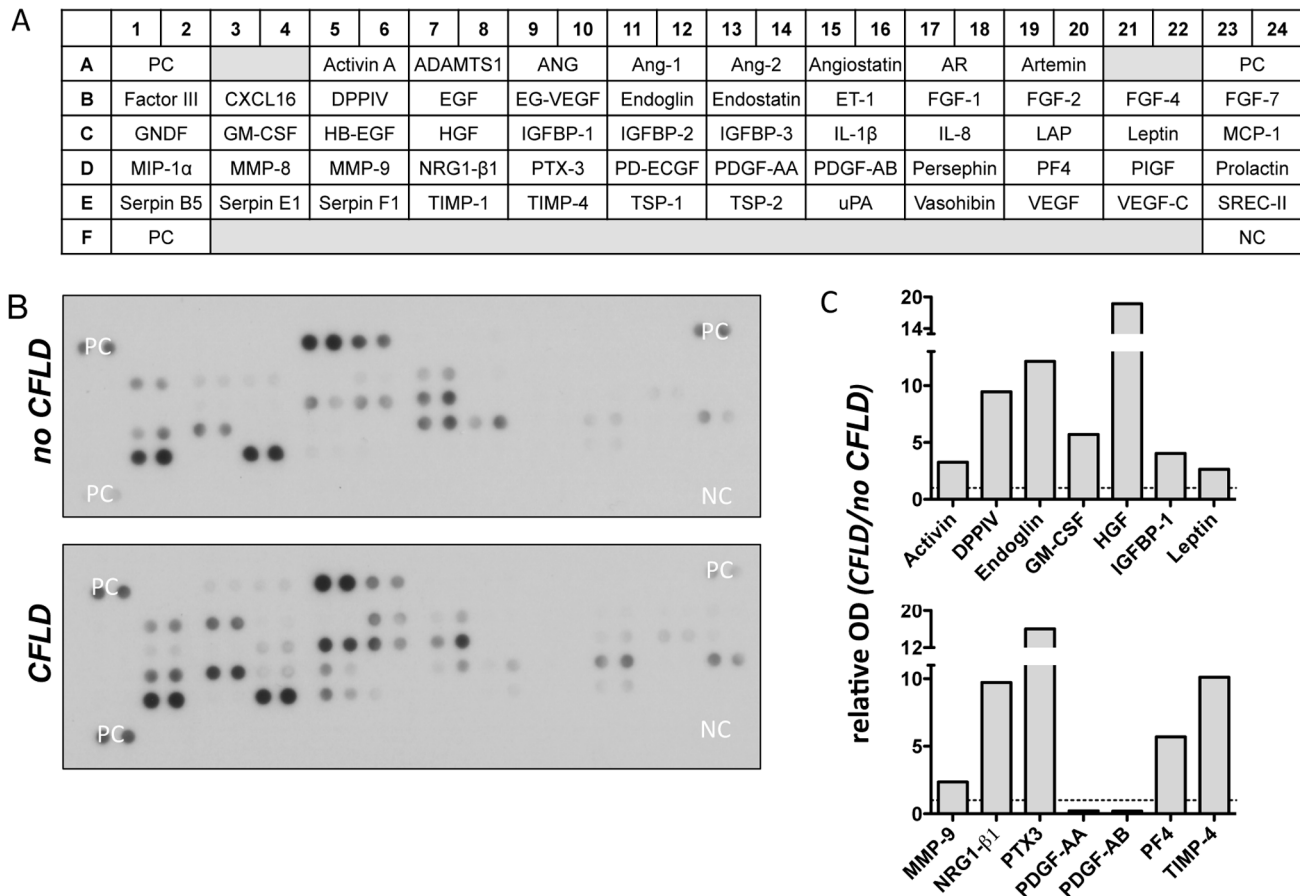 A
1 2 3 4 5 6 7 8 9 10 11 12 13 14 15 16 17 18 19 20 21 22 23 24
A PC Activin A ADAMTS1 ANG Ang-1 Ang-2 Angiostatin AR Artemin PC
B Factor III CXCL16 DPPIV EGF EG-VEGF Endoglin Endostatin ET-1 FGF-1 FGF-2 FGF-4 FGF-7
C GNDF GM-CSF HB-EGF HGF IGFBP-1 IGFBP-2 IGFBP-3 IL-1β IL-8 LAP Leptin MCP-1
D MIP-1α MMP-8 MMP-9 NRG1-β1 PTX-3 PD-ECGF PDGF-AA PDGF-AB Persephin PF4 PIGF Prolactin
E Serpin B5 Serpin E1 Serpin F1 TIMP-1 TIMP-4 TSP-1 TSP-2 uPA Vasohibin VEGF VEGF-C SREC-II
F PC NC
B
no CFLD
PC PC
PC NC
CFLD
PC PC
PC NC
C
relative OD (CFLD/no CFLD)
20
14
10
5
0
Activin DPPIV Endoglin GM-CSF HGF IGFBP-1 Leptin
20
12
10
5
0
MMP-9 NRG1-β1 PTX3 PDGF-AA PDGF-AB PF4 TIMP-4